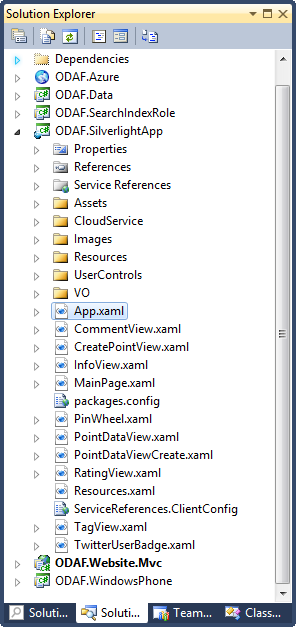 Solution Explorer
Dependencies
ODAF.Azure
ODAF.Data
ODAF.SearchIndexRole
ODAF.SilverlightApp
Properties
References
Service References
Assets
CloudService
Images
Resources
UserControls
VO
App.xaml
CommentView.xaml
CreatePointView.xaml
InfoView.xaml
MainPage.xaml
packages.config
PinWheel.xaml
PointDataView.xaml
PointDataViewCreate.xaml
RatingView.xaml
Resources.xaml
ServiceReferences.ClientConfig
TagView.xaml
TwitterUserBadge.xaml
ODAF.Website.Mvc
ODAF.WindowsPhone
Soluti... Soluti... Team... Class...